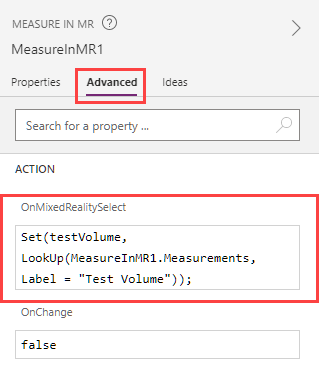 MEASURE IN MR
MeasureInMR1
Properties Advanced Ideas
Search for a property ...
ACTION
OnMixedRealitySelect
Set(testVolume,
LookUp(MeasureInMR1.Measurements,
Label = "Test Volume"));
OnChange
false